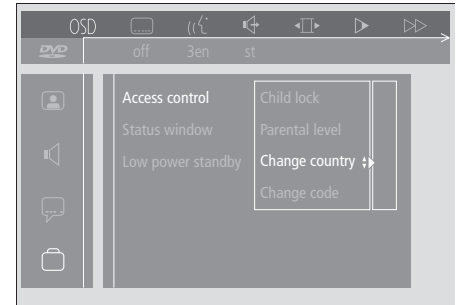 OSD
DVD off 3en st
Access control Child lock
Status window Parental level
Low power standby Change country
Change code